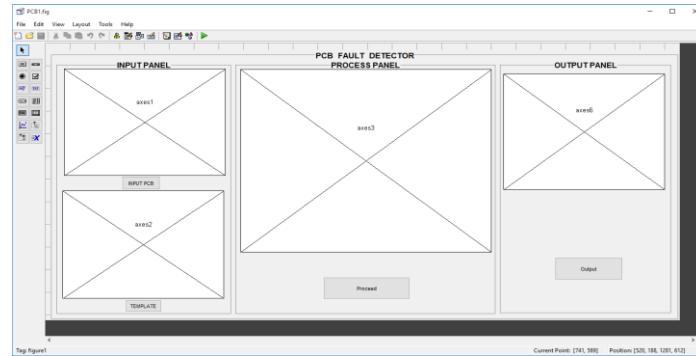 PCB1.fig
File Edit View Layout Tools Help
PCB FAULT DETECTOR
INPUT PANEL
PROCESS PANEL
OUTPUT PANEL
axes1
axes3
axes6
INPUT PCB
axes2
Output
Proceed
TEMPLATE
Tag: figure1
Current Point: [741, 589] Position: [520, 188, 1281, 612]